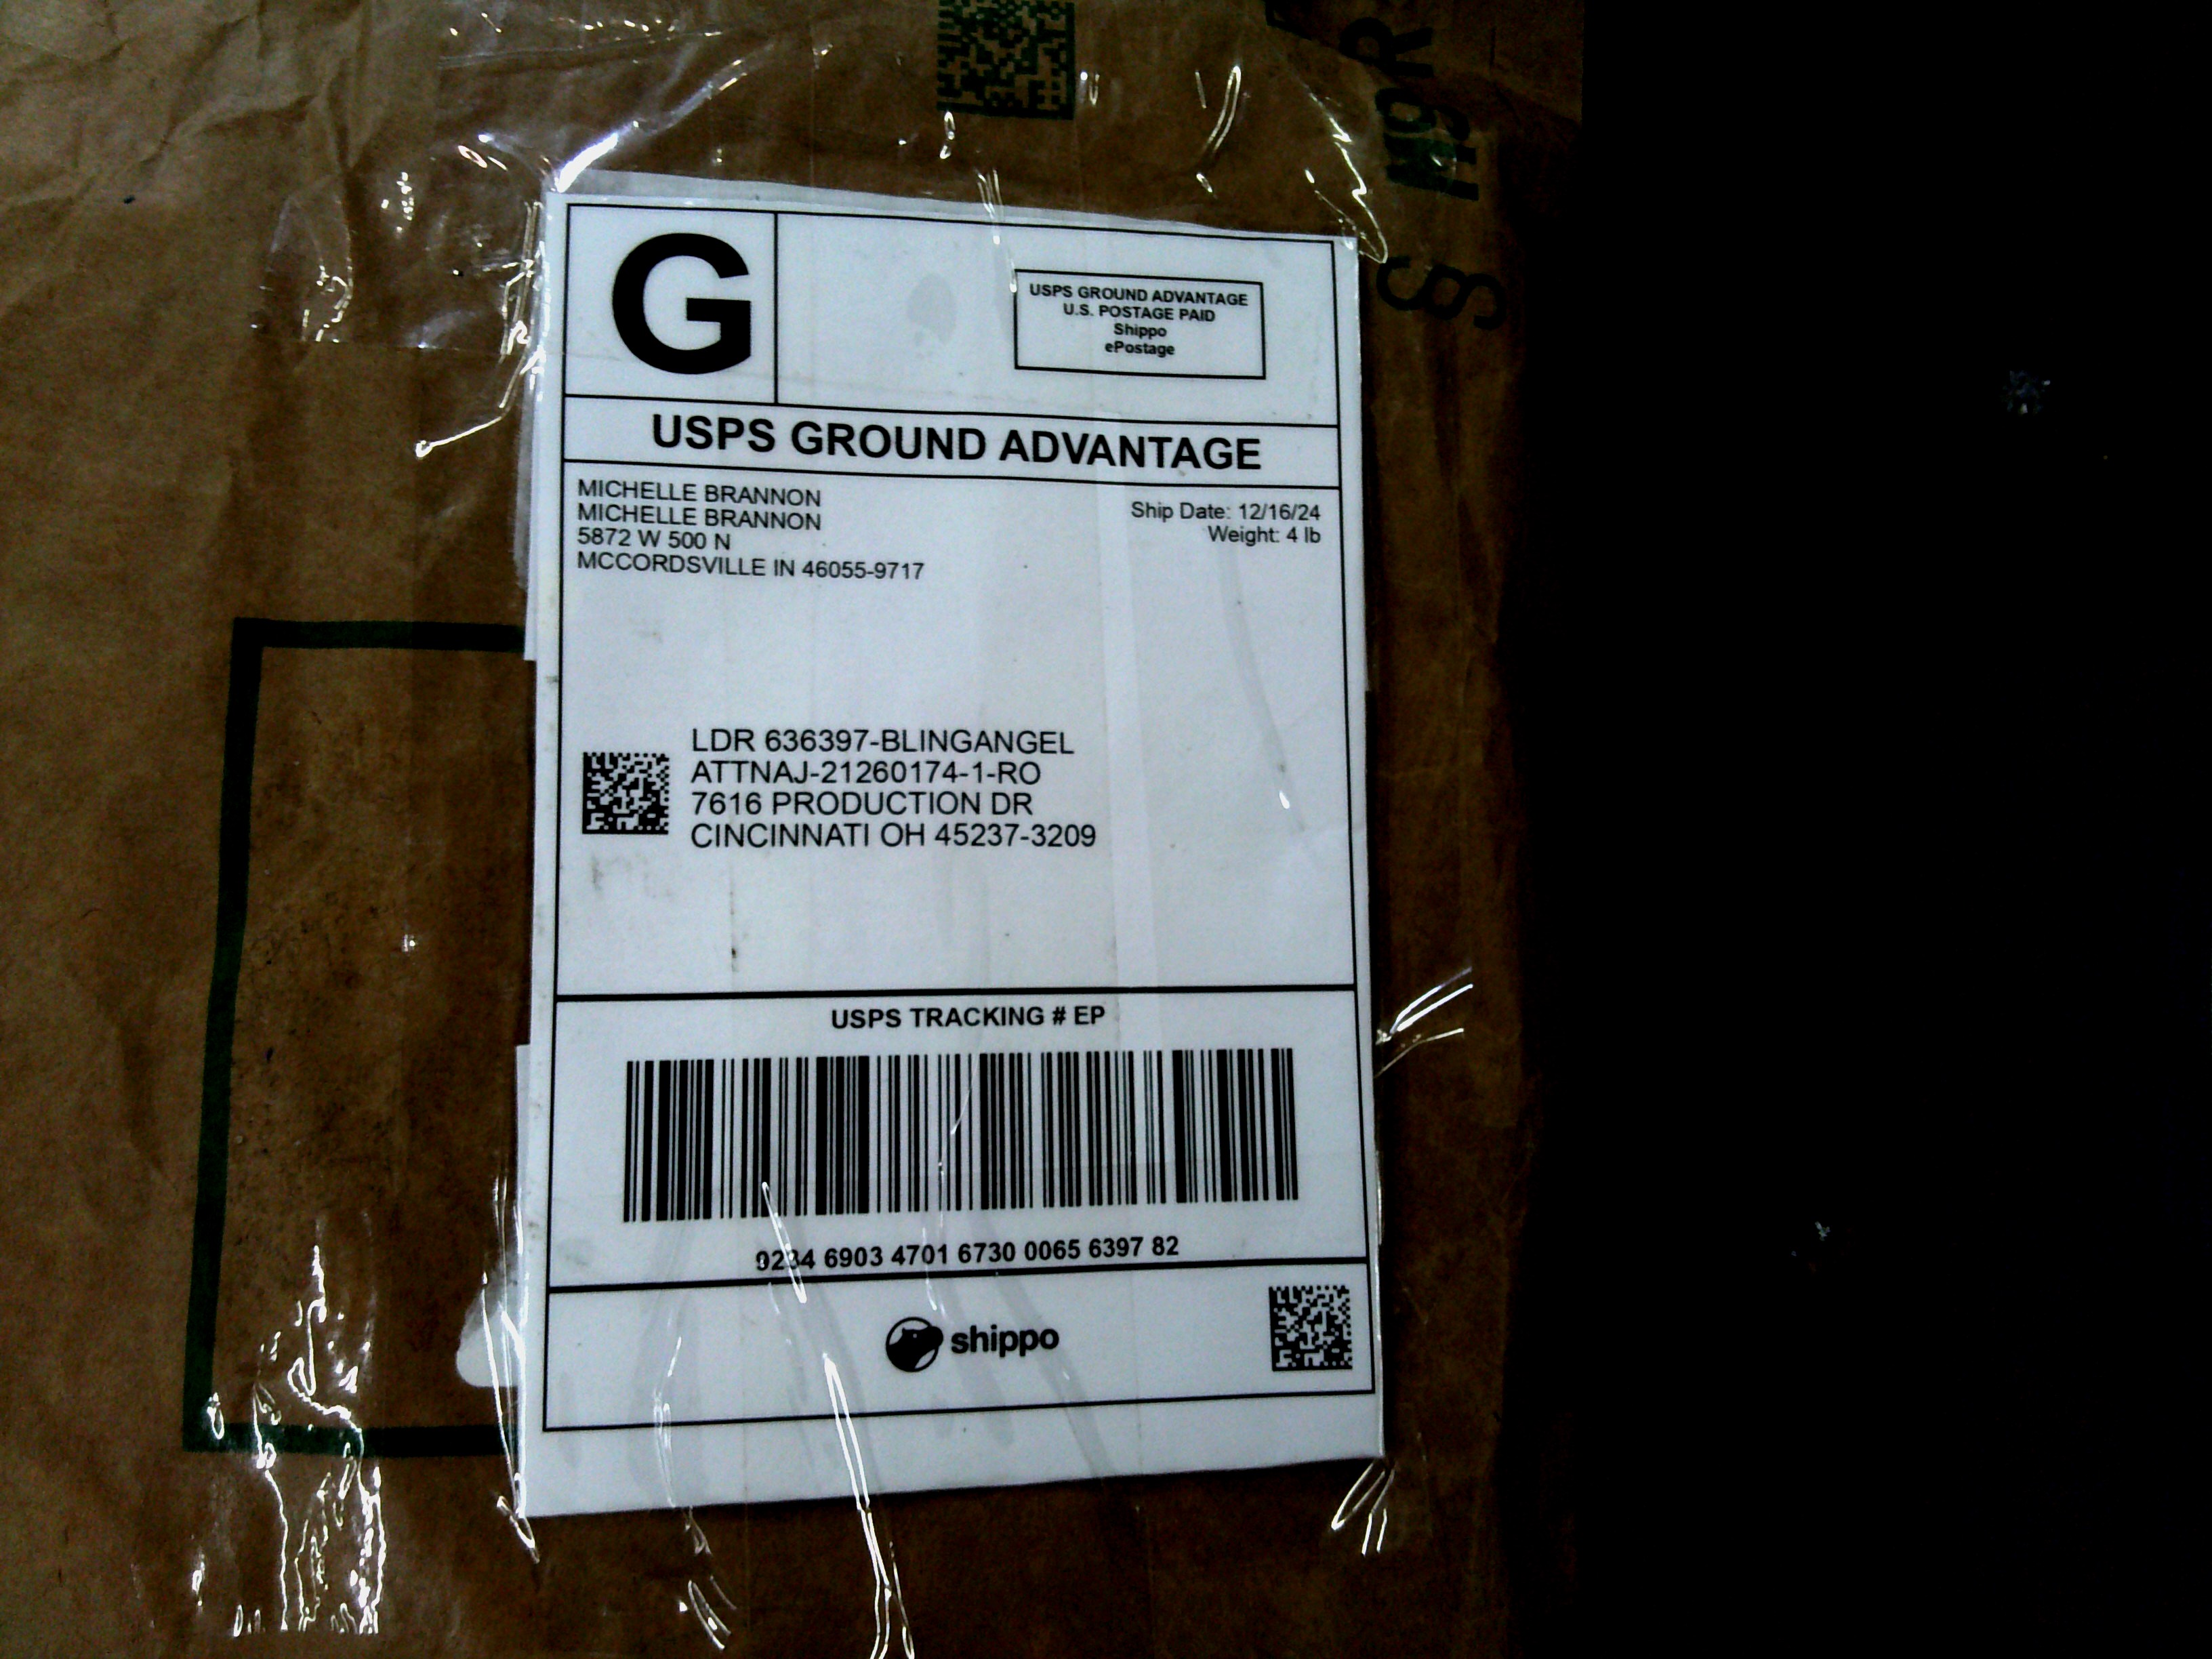 G
USPS GROUND ADVANTAGE
U.S. POSTAGE PAID
Shippo
ePostage
USPS GROUND ADVANTAGE
MICHELLE BRANNON
MICHELLE BRANNON
5872 W 500 N
MCCORDSVILLE IN 46055-9717
Ship Date: 12/16/24
Weight: 4 lb
LDR 636397-BLINGANGEL
ATTNAJ-21260174-1-RO
7616 PRODUCTION DR
CINCINNATI OH 45237-3209
USPS TRACKING # EP
9234 6903 4701 6730 0065 6397 82
shippo